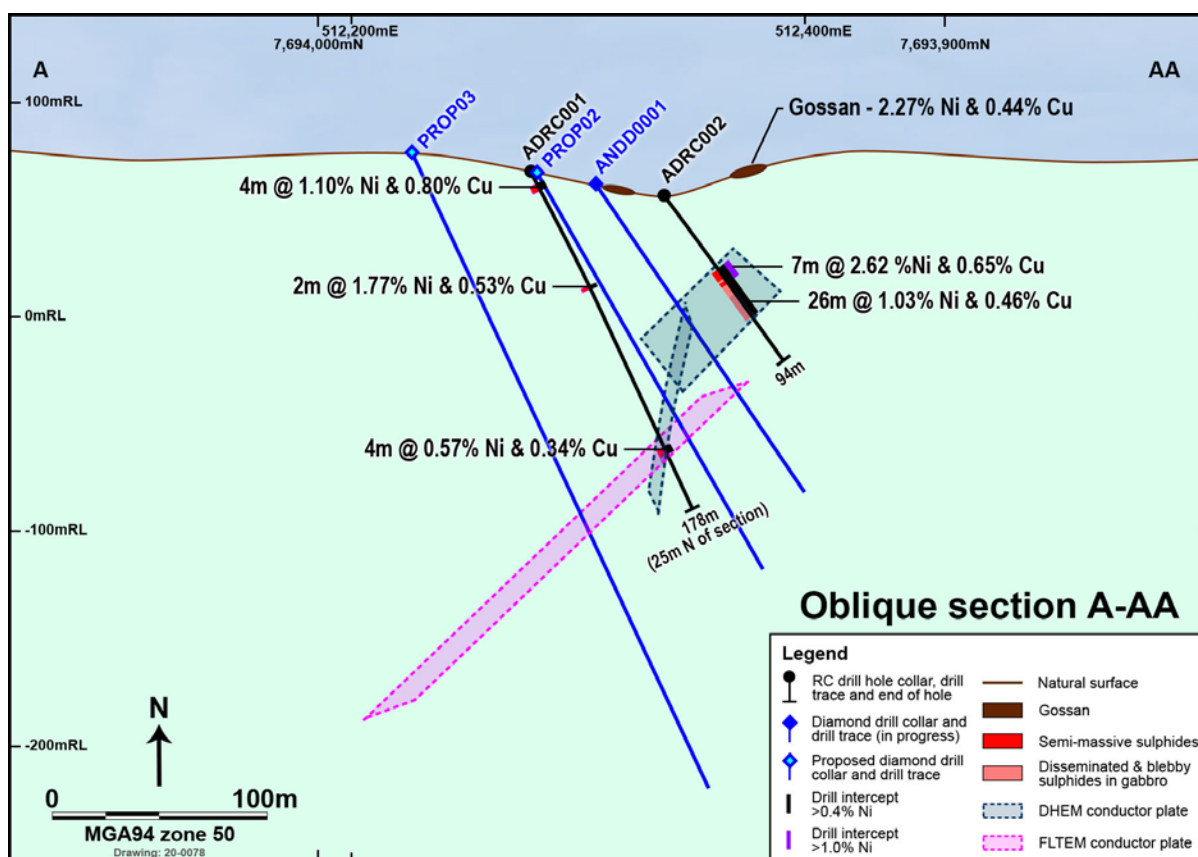 512,200mE
7,694,000mN
512,400mE
7,693,900mN
A
AA
100mRL
PROP03
ADRC001
PROP02
ANDD0001
ADRC002
Gossan - 2.27% Ni & 0.44% Cu
4m @ 1.10% Ni & 0.80% Cu
7m @ 2.62 %Ni & 0.65% Cu
2m @ 1.77% Ni & 0.53% Cu
26m @ 1.03% Ni & 0.46% Cu
0mRL
94m
4m @ 0.57% Ni & 0.34% Cu
178m
(25m N of section)
-100mRL
-200mRL
N
0
100m
MGA94 zone 50
Drawing: 20-0078
Oblique section A-AA
Legend
RC drill hole collar, drill
trace and end of hole
Diamond drill collar and
drill trace (in progress)
Proposed diamond drill
collar and drill trace
Drill intercept
>0.4% Ni
Drill intercept
>1.0% Ni
Natural surface
Gossan
Semi-massive sulphides
Disseminated & blebby
sulphides in gabbro
DHEM conductor plate
FLTEM conductor plate